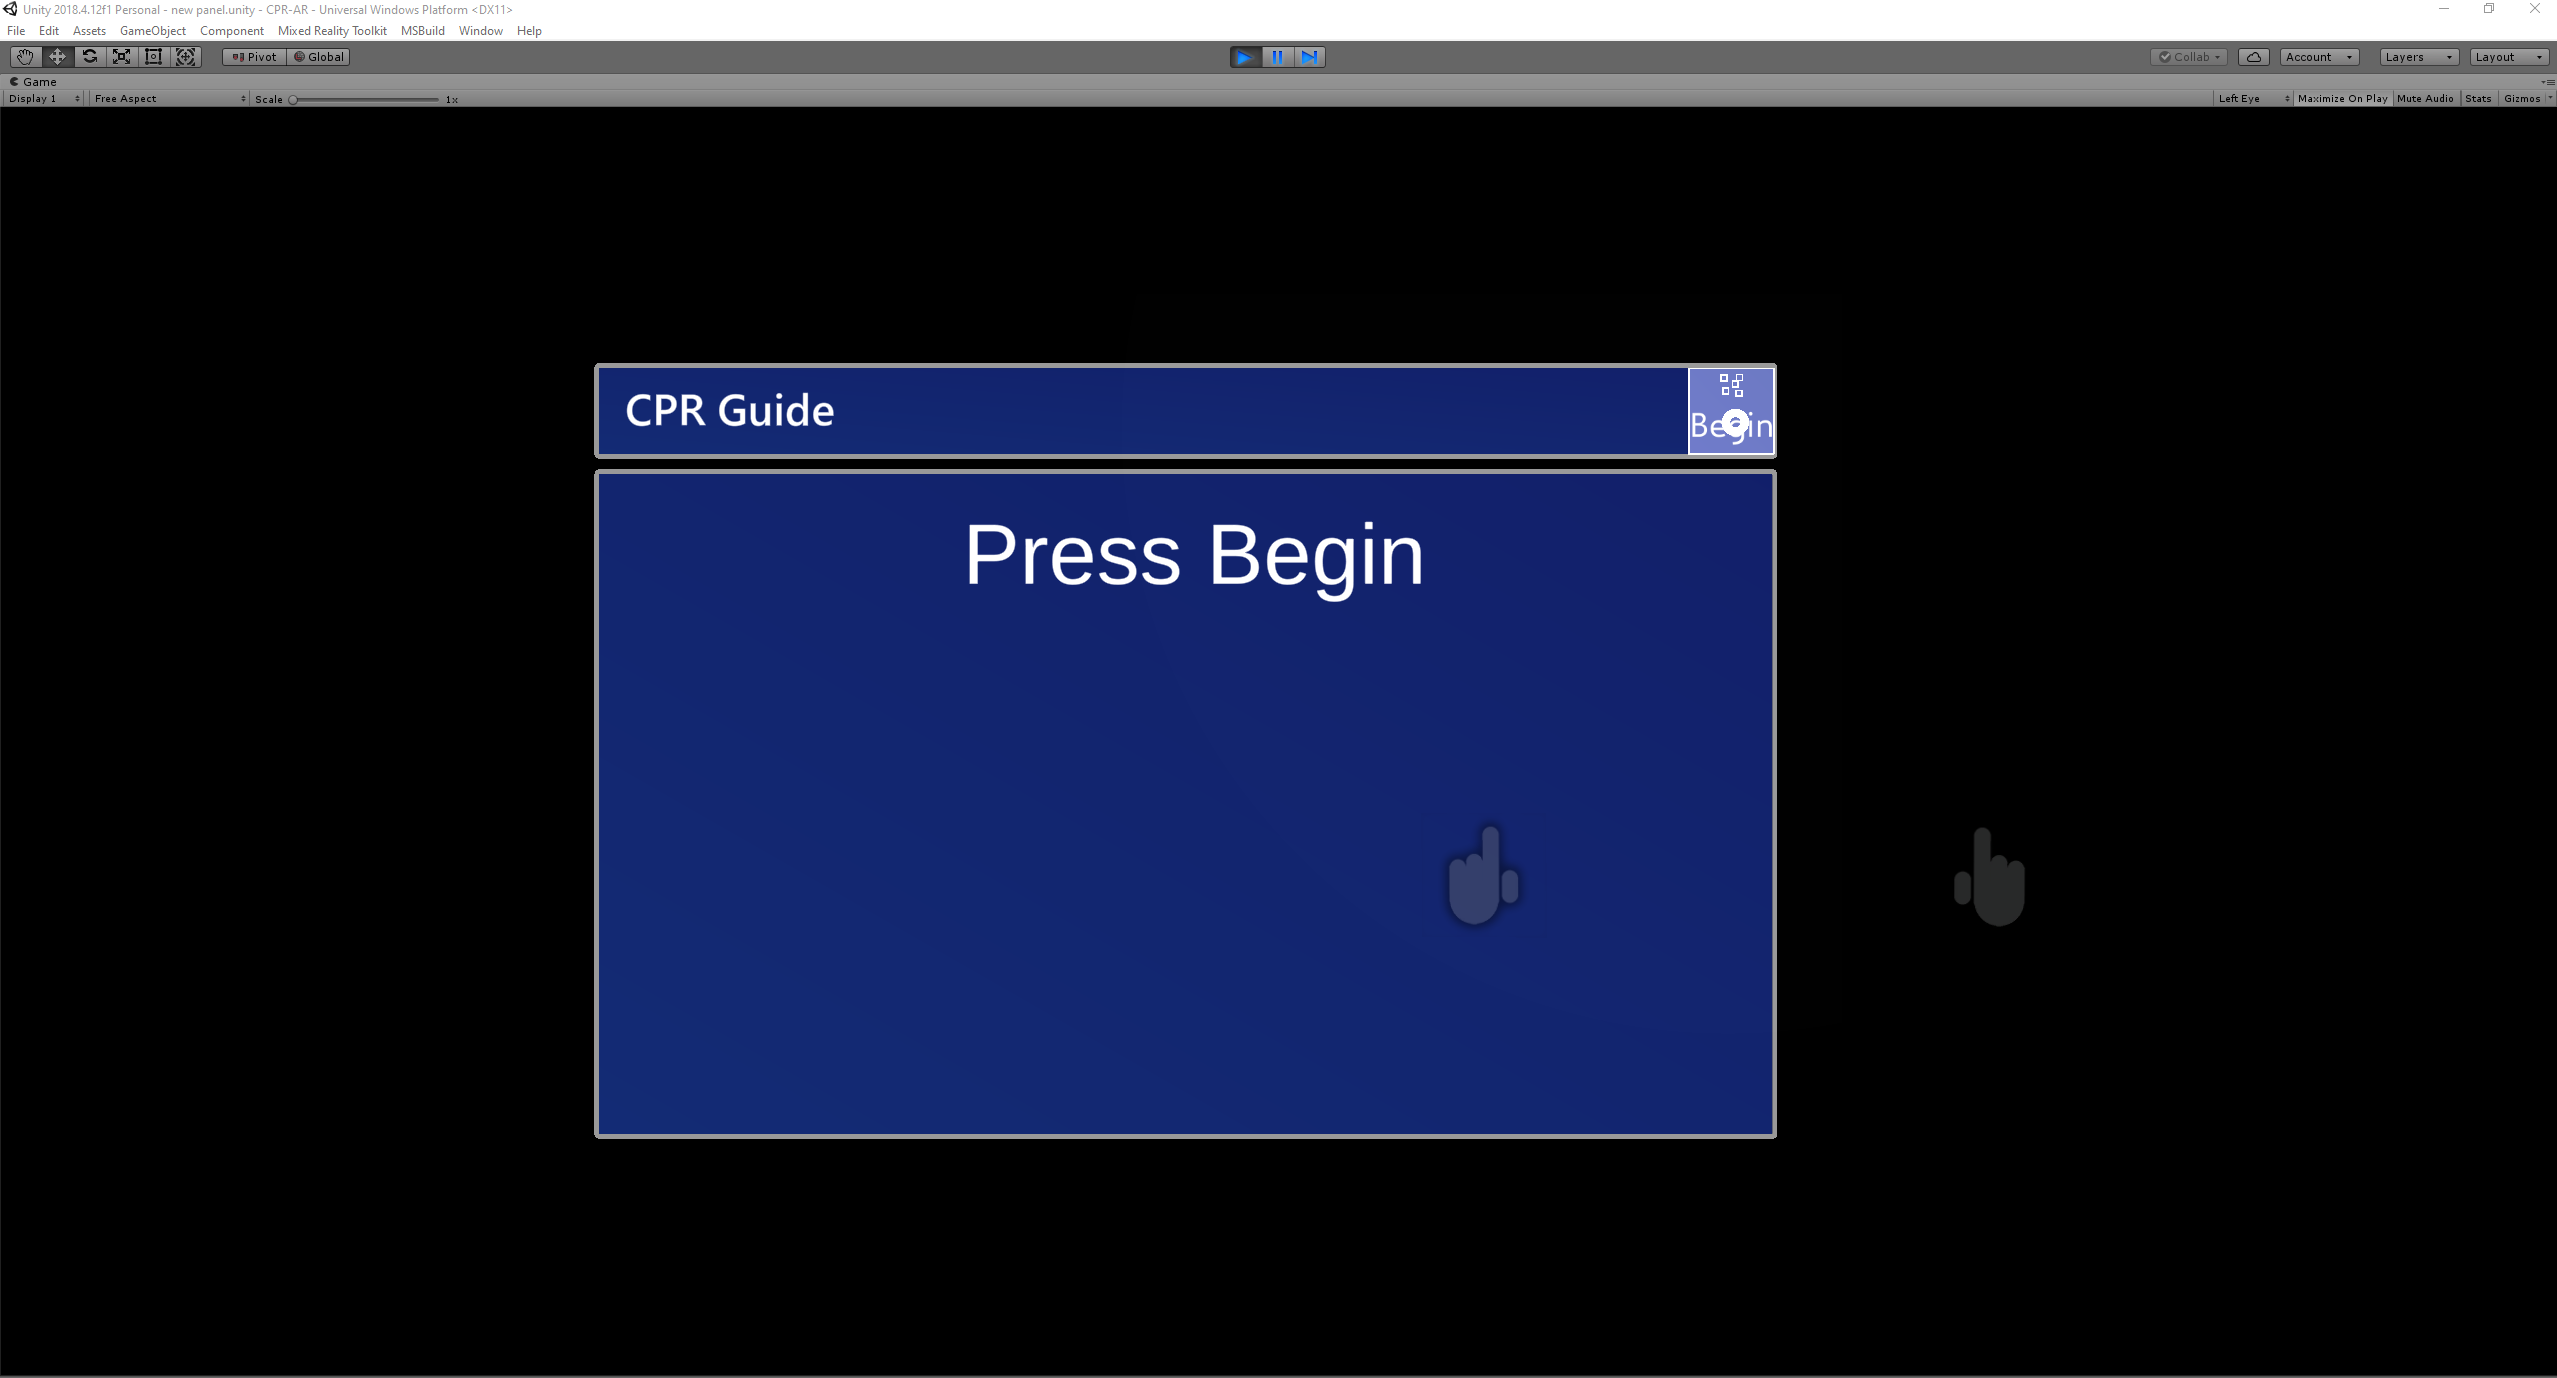 Unity 2018.4.12f1 Personal - new panel.unity - CPR-AR - Universal Windows Platform <DX11>
File Edit Assets GameObject Component Mixed Reality Toolkit MSBuild Window Help
Pivot Global Collab Account Layers Layout
Game
Display 1 Free Aspect Scale 1x Left Eye Maximize On Play Mute Audio Stats Gizmos
CPR Guide
Begin
Press Begin